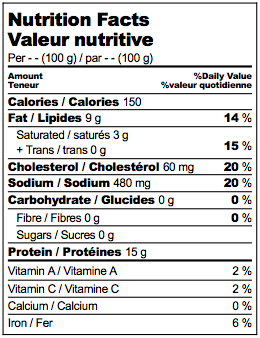 Nutrition Facts
Valeur nutritive
Per - - (100 g) / par - - (100 g)
Amount %Daily Value
Teneur %valeur quotidienne
Calories / Calories 150
Fat / Lipides 9 g 14 %
Saturated / saturés 3 g
+ Trans / trans 0 g 15 %
Cholesterol / Cholestérol 60 mg 20 %
Sodium / Sodium 480 mg 20 %
Carbohydrate / Glucides 0 g 0 %
Fibre / Fibres 0 g 0 %
Sugars / Sucres 0 g
Protein / Protéines 15 g
Vitamin A / Vitamine A 2 %
Vitamin C / Vitamine C 2 %
Calcium / Calcium 0 %
Iron / Fer 6 %